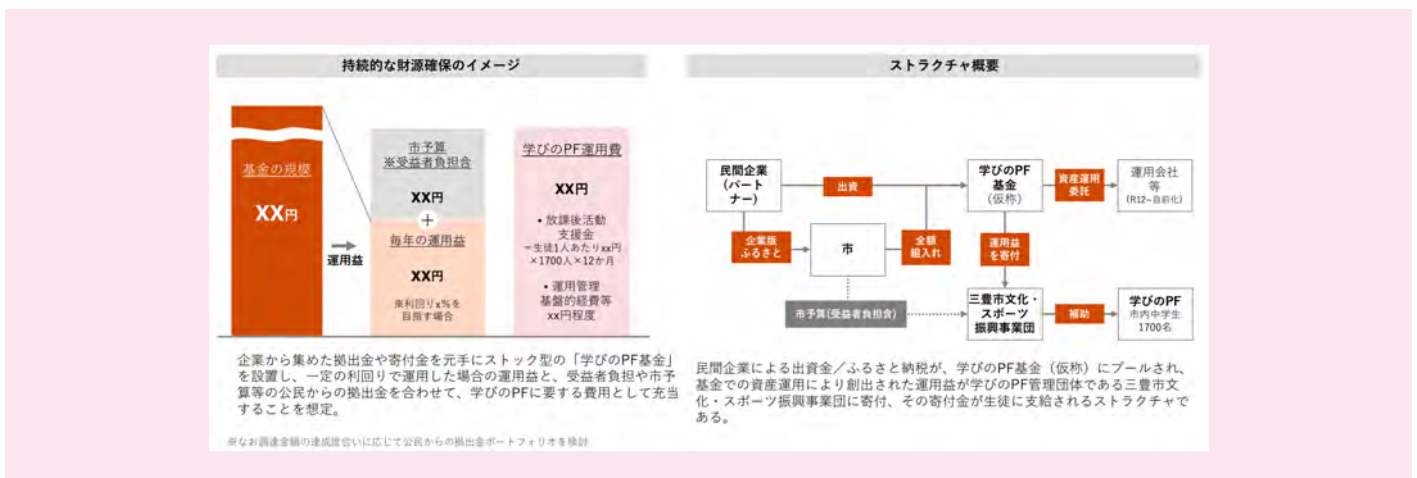 持続的な財源確保のイメージ
基金の規模
XX円
運用益
市予算
※受益者負担含
XX円
+
毎年の運用益
XX円
※利回りx%を
目指す場合
学びのPF運用費
XX円
• 放課後活動
支援金
−生徒1人あたりxx円
×1700人×12か月
• 運用管理
基盤的経費等
xx円程度
企業から集めた拠出金や寄付金を元手にストック型の「学びのPF基金」
を設置し、一定の利回りで運用した場合の運用益と、受益者負担や市予
算等の公民からの拠出金を合わせて、学びのPFに要する費用として充当
することを想定。
※なお調達金額の達成度合いに応じて公民からの拠出金ポートフォリオを検討
ストラクチャ概要
民間企業
(パート
ナー)
出資
学びのPF
基金
(仮称)
資産運用
委託
運用会社
等
(R12~自前化)
企業版
ふるさと
市
全額
組入れ
運用益
を寄付
市予算(受益者負担含)
三豊市文化・
スポーツ
振興事業団
補助
学びのPF
市内中学生
1700名
民間企業による出資金／ふるさと納税が、学びのPF基金（仮称）にプールされ、
基金での資産運用により創出された運用益が学びのPF管理団体である三豊市文
化・スポーツ振興事業団に寄付、その寄付金が生徒に支給されるストラクチャで
ある。